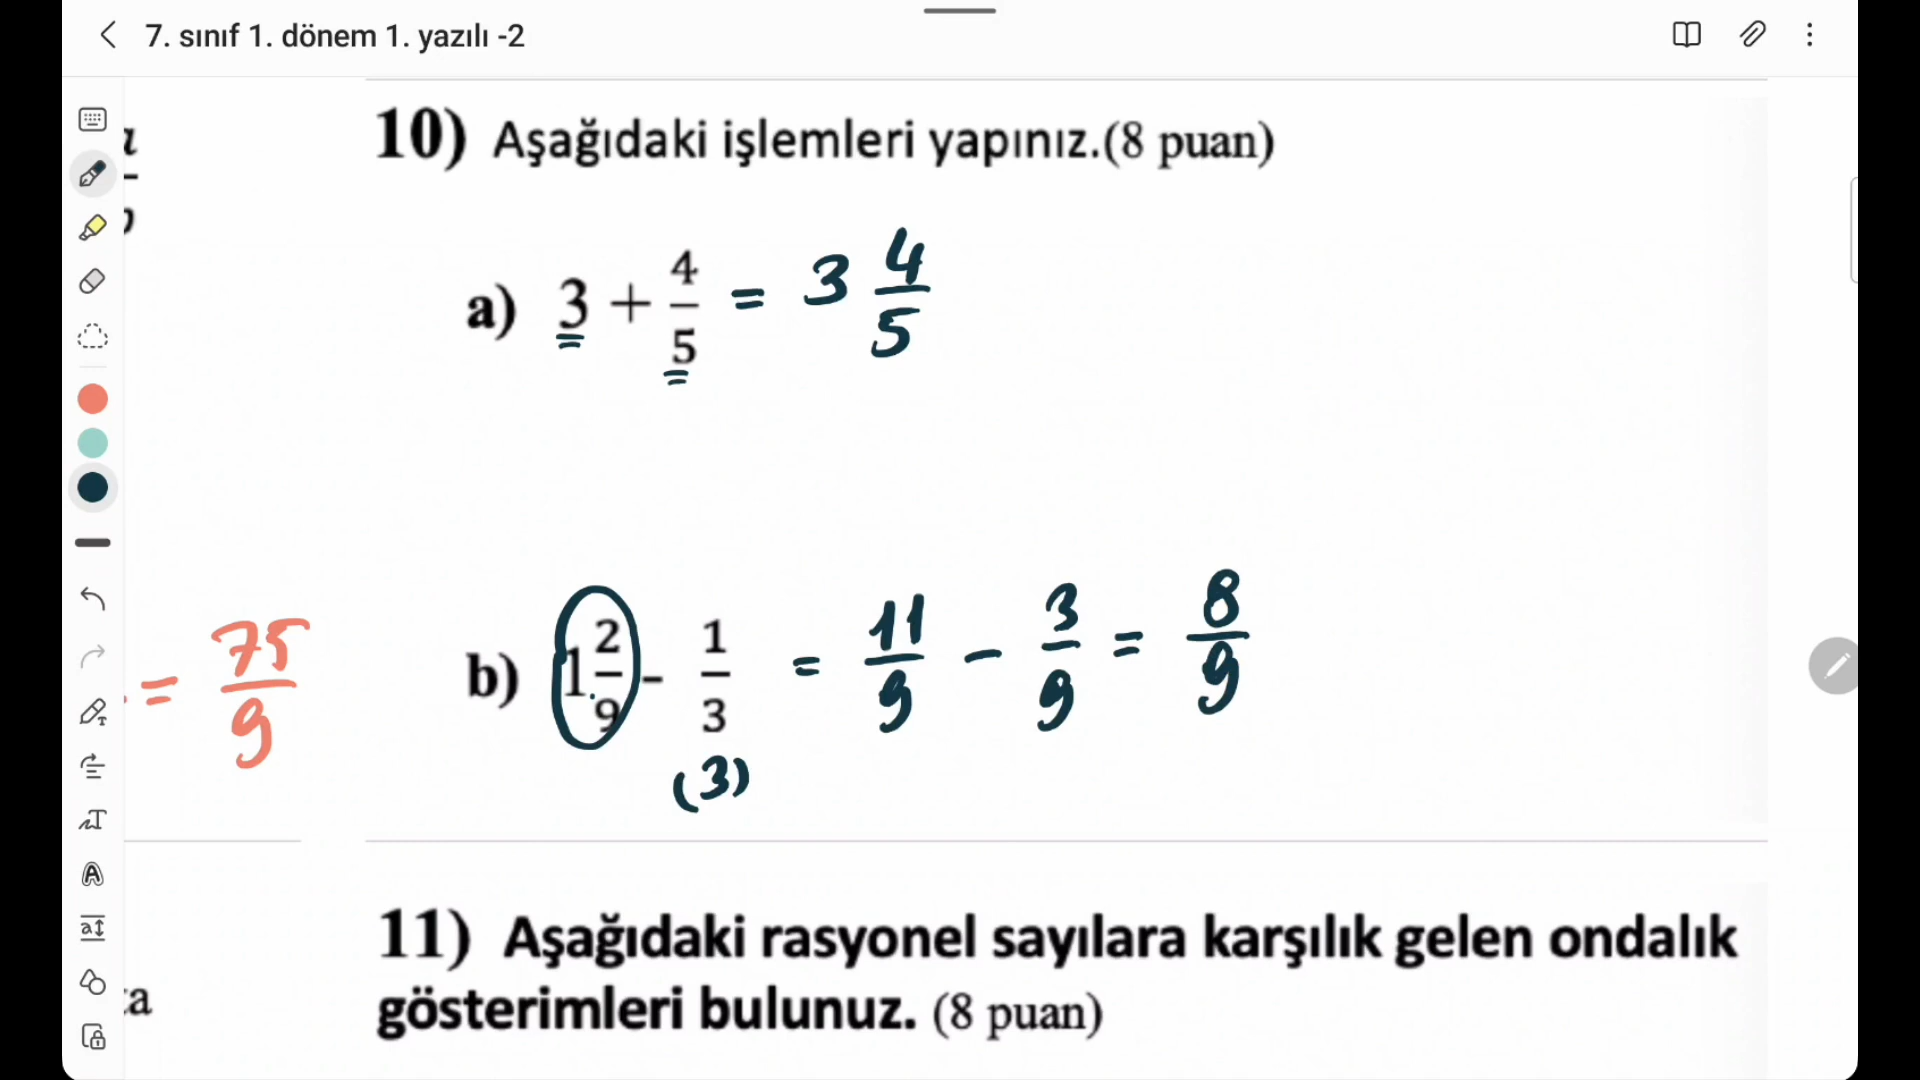 7. sınıf 1. dönem 1. yazılı -2
10) Aşağıdaki işlemleri yapınız.(8 puan)
a) 3 + 4/5 = 3 4/5
b) 1 2/9 - 1/3 = 11/9 - 3/9 = 8/9
(3)
= 75/9
11) Aşağıdaki rasyonel sayılara karşılık gelen ondalık
gösterimleri bulunuz. (8 puan)